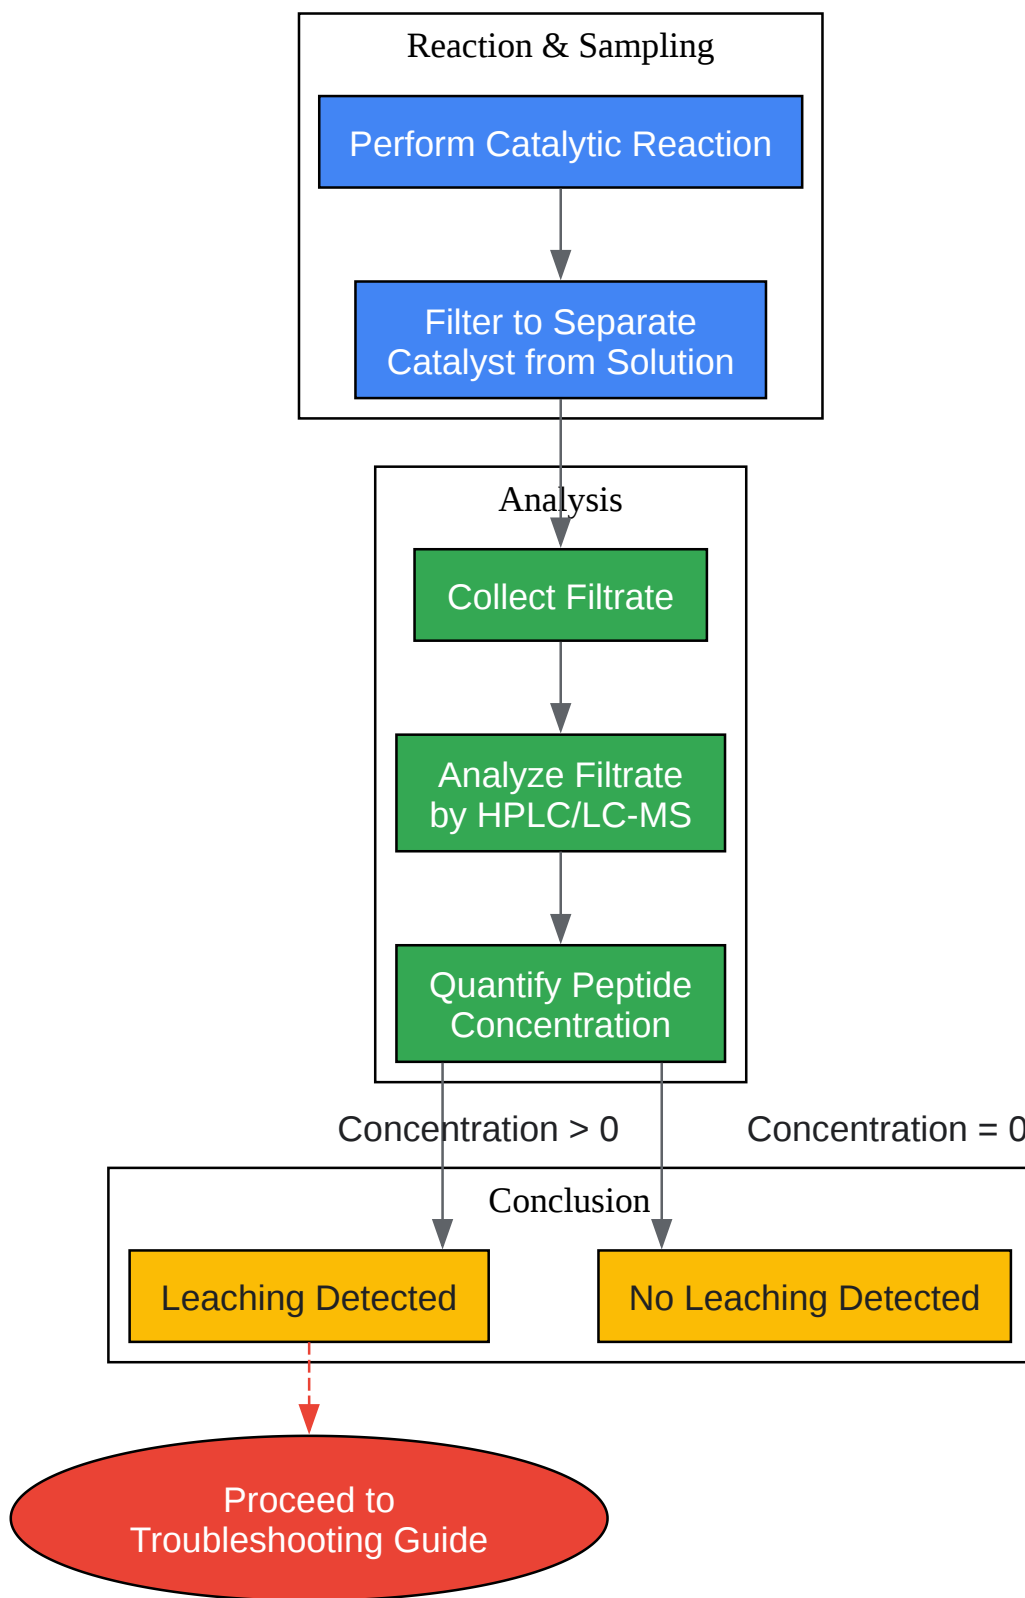 Reaction & Sampling
Perform Catalytic Reaction
Filter to Separate
Catalyst from Solution
Analysis
Collect Filtrate
Analyze Filtrate
by HPLC/LC-MS
Quantify Peptide
Concentration
Concentration > 0
Concentration = 0
Conclusion
Leaching Detected
No Leaching Detected
Proceed to
Troubleshooting Guide